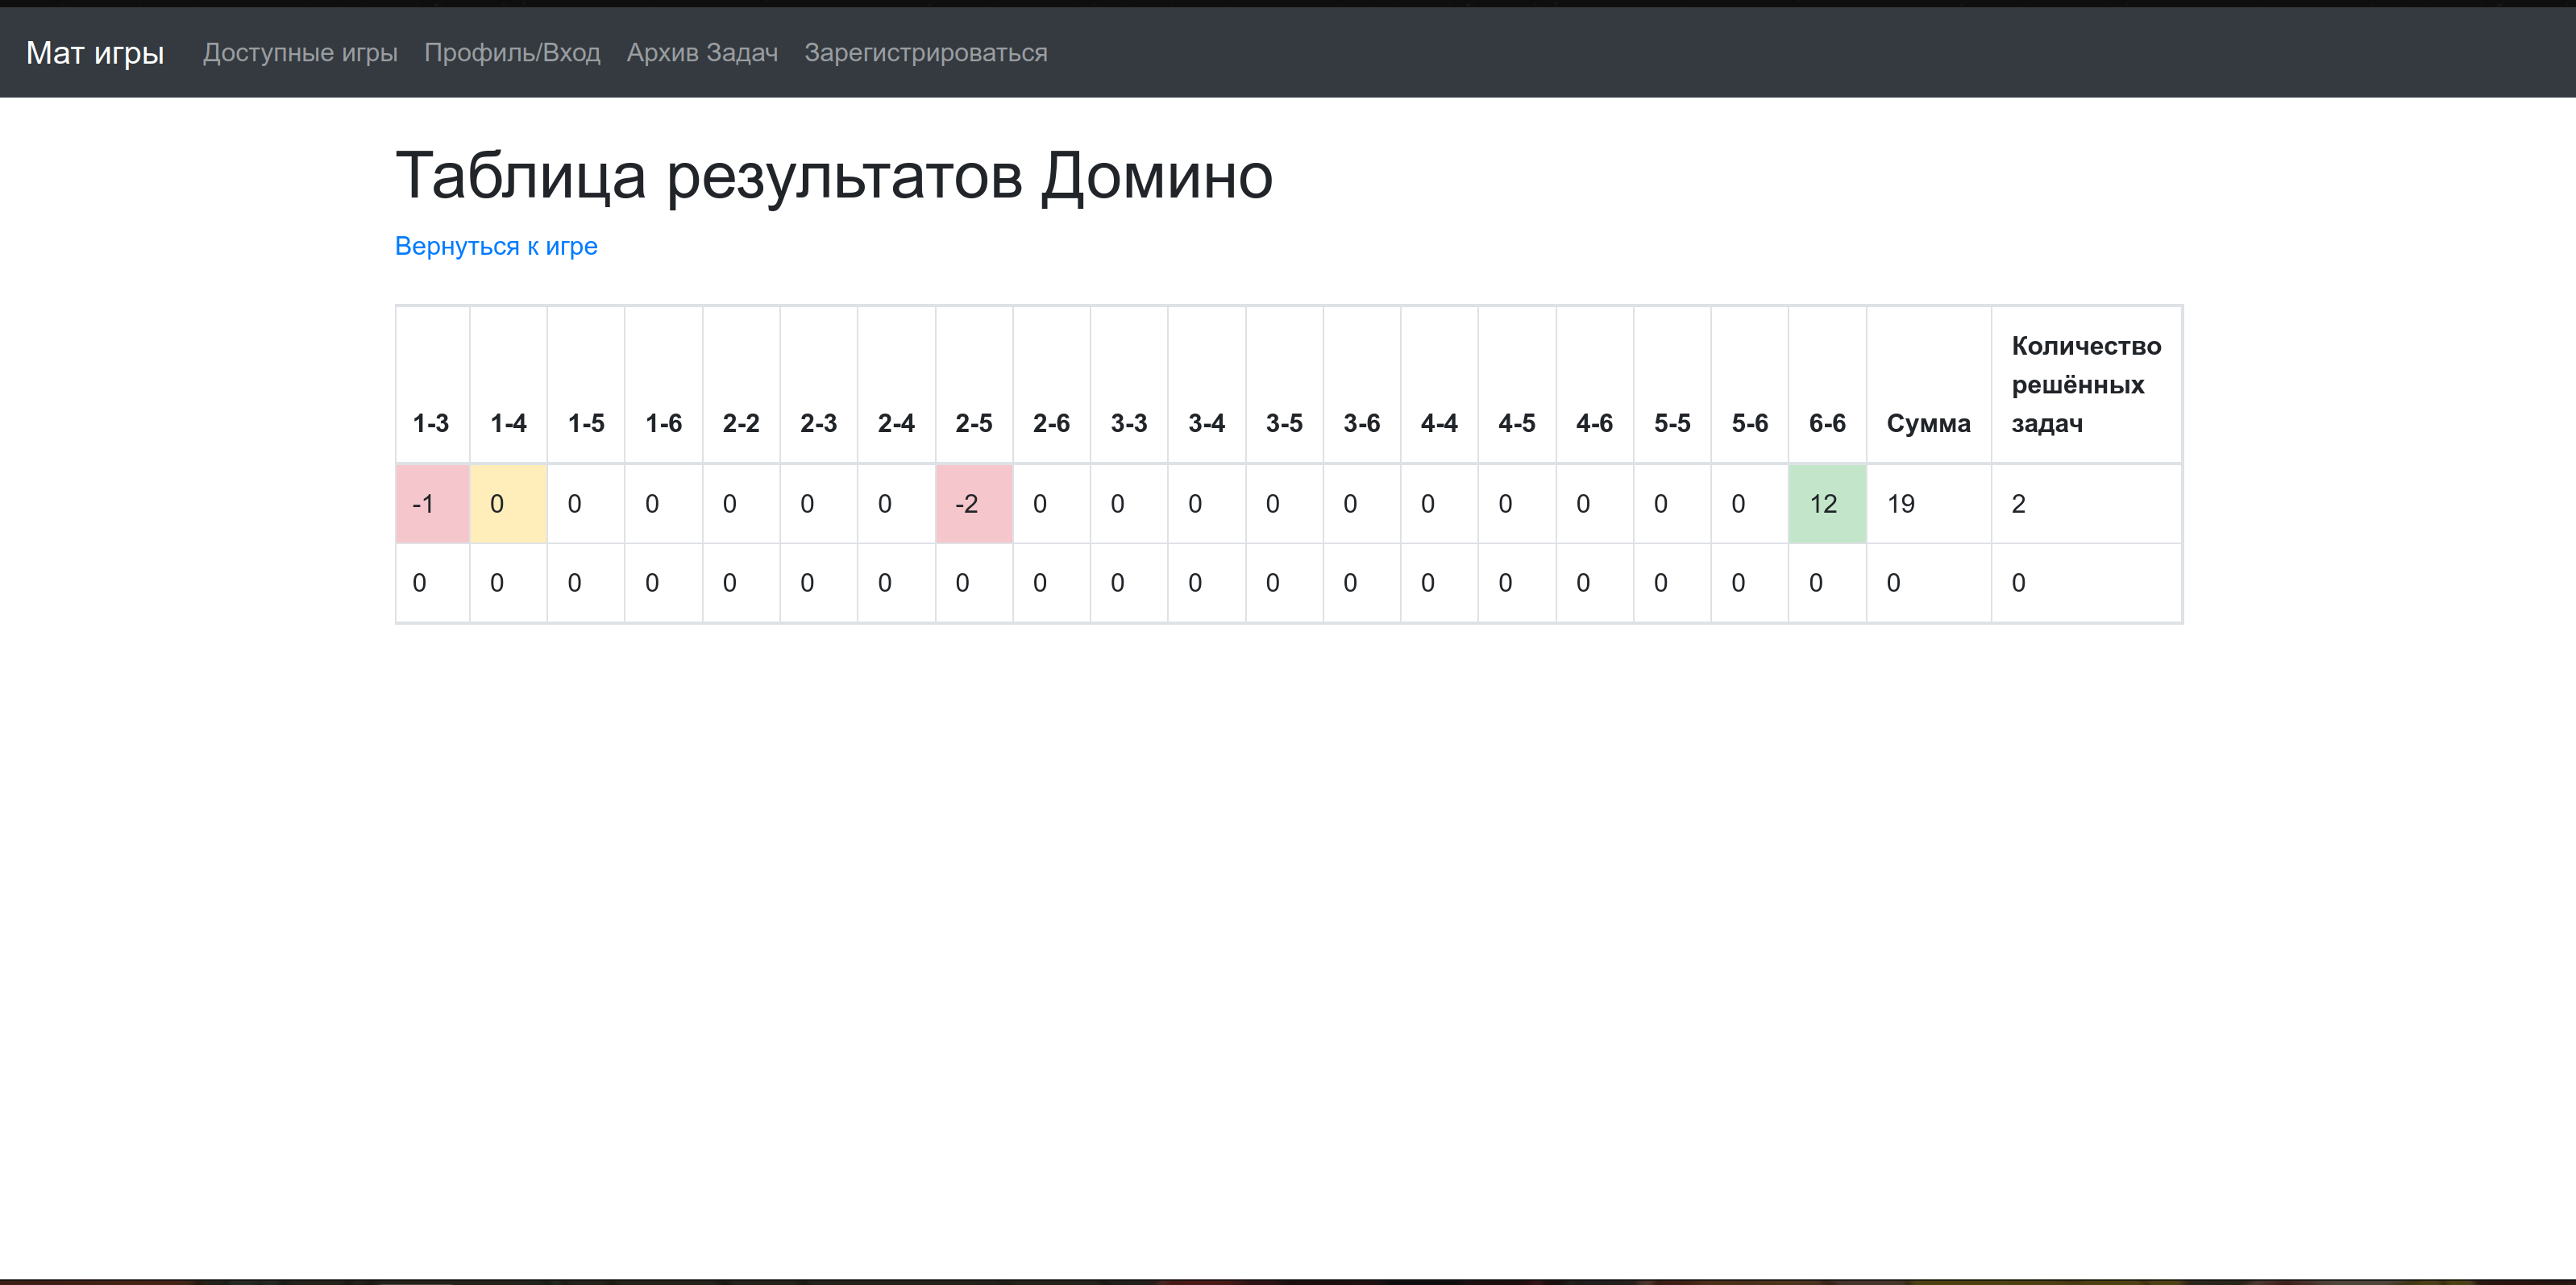 Мат игры Доступные игры Профиль/Вход Архив Задач Зарегистрироваться
Таблица результатов Домино
Вернуться к игре
1-3 1-4 1-5 1-6 2-2 2-3 2-4 2-5 2-6 3-3 3-4 3-5 3-6 4-4 4-5 4-6 5-5 5-6 6-6 Сумма Количество
решённых
задач
-1 0 0 0 0 0 0 -2 0 0 0 0 0 0 0 0 0 0 12 19 2
0 0 0 0 0 0 0 0 0 0 0 0 0 0 0 0 0 0 0 0 0